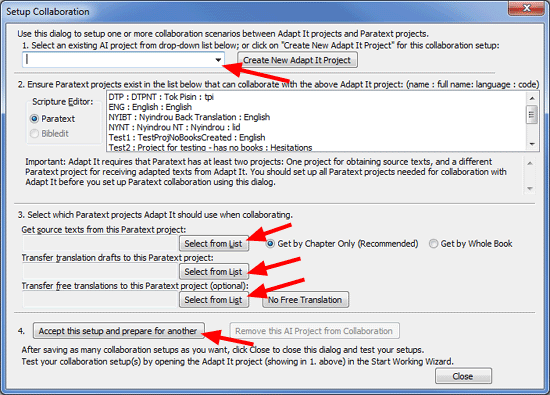 Setup Collaboration
Use this dialog to setup one or more collaboration scenarios between Adapt It projects and Paratext projects.
1. Select an existing AI project from drop-down list below; or click on "Create New Adapt It Project" for this collaboration setup:
Create New Adapt It Project
2. Ensure Paratext projects exist in the list below that can collaborate with the above Adapt It project: (name : full name: language : code)
Scripture Editor:
Paratext
Bibledit
DTP : DTPNT : Tok Pisin : tpi
ENG : English : English
NYIBT : Nyindrou Back Translation : English
NYNT : Nyindrou NT : Nyindrou : lid
Test1 : TestProjNoBooksCreated : English
Test2 : Project for testing - has no books : Hesitations
Important: Adapt It requires that Paratext has at least two projects: One project for obtaining source texts, and a different
Paratext project for receiving adapted texts from Adapt It. You should set up all Paratext projects needed for collaboration with
Adapt It before you set up Paratext collaboration using this dialog.
3. Select which Paratext projects Adapt It should use when collaborating.
Get source texts from this Paratext project:
Select from List
Get by Chapter Only (Recommended)
Get by Whole Book
Transfer translation drafts to this Paratext project:
Select from List
Transfer free translations to this Paratext project (optional):
Select from List
No Free Translation
4. Accept this setup and prepare for another
Remove this AI Project from Collaboration
After saving as many collaboration setups as you want, click Close to close this dialog and test your setups.
Test your collaboration setup(s) by opening the Adapt It project (showing in 1. above) in the Start Working Wizard.
Close